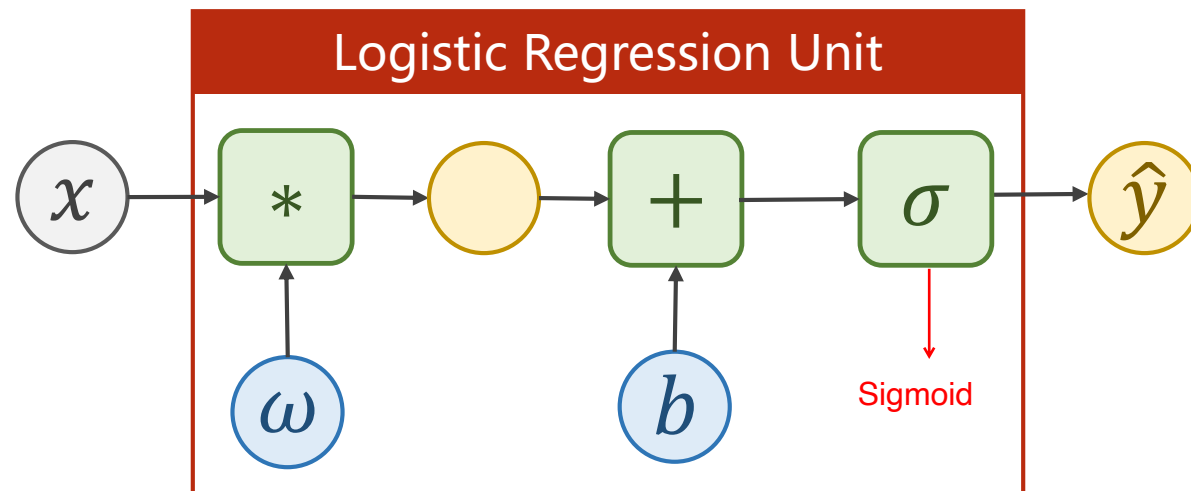 Logistic Regression Unit
x
*
+
σ
ŷ
ω
b
Sigmoid